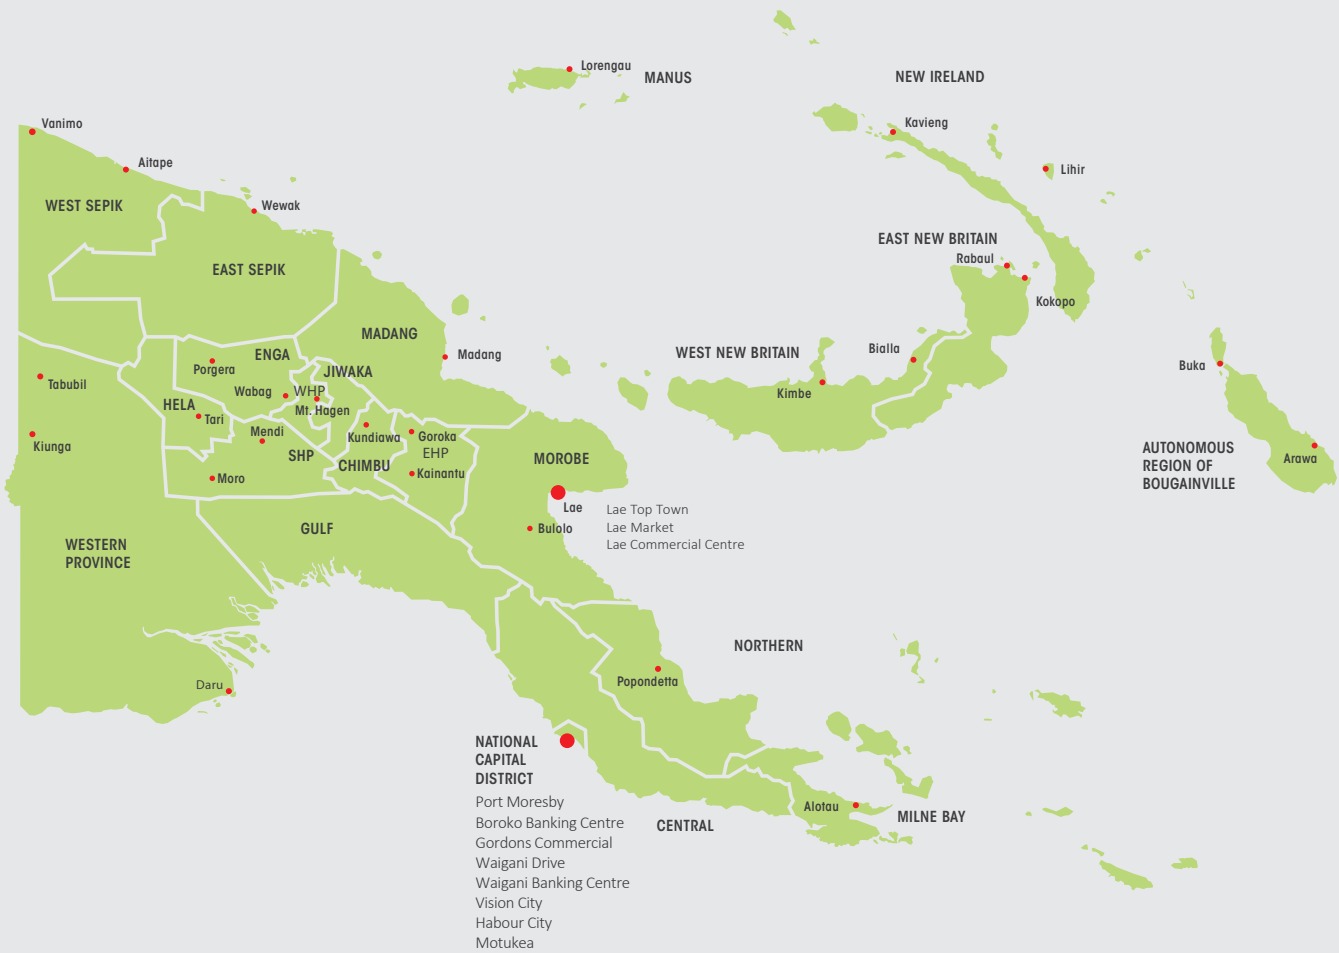 Lorengau
MANUS
NEW IRELAND
Vanimo
Kavieng
Aitape
Lihir
WEST SEPIK
Wewak
EAST NEW BRITAIN
Rabaul
EAST SEPIK
Kokopo
MADANG
Bialla
ENGA
Madang
WEST NEW BRITAIN
Porgera
JIWAKA
Buka
Tabubil
Wabag
WHP
Kimbe
HELA
Mt. Hagen
Tari
Mendi
Kundiawa
Goroka
Kiunga
EHP
SHP
CHIMBU
MOROBE
Arawa
AUTONOMOUS
REGION OF
BOUGAINVILLE
Moro
Kainantu
Lae
Lae Top Town
Lae Market
Lae Commercial Centre
GULF
Bulolo
WESTERN
PROVINCE
NORTHERN
Daru
Popondetta
NATIONAL
CAPITAL
DISTRICT
Port Moresby
Boroko Banking Centre
Gordons Commercial
Waigani Drive
Waigani Banking Centre
Vision City
Habour City
Motukea
CENTRAL
Alotau
MILNE BAY